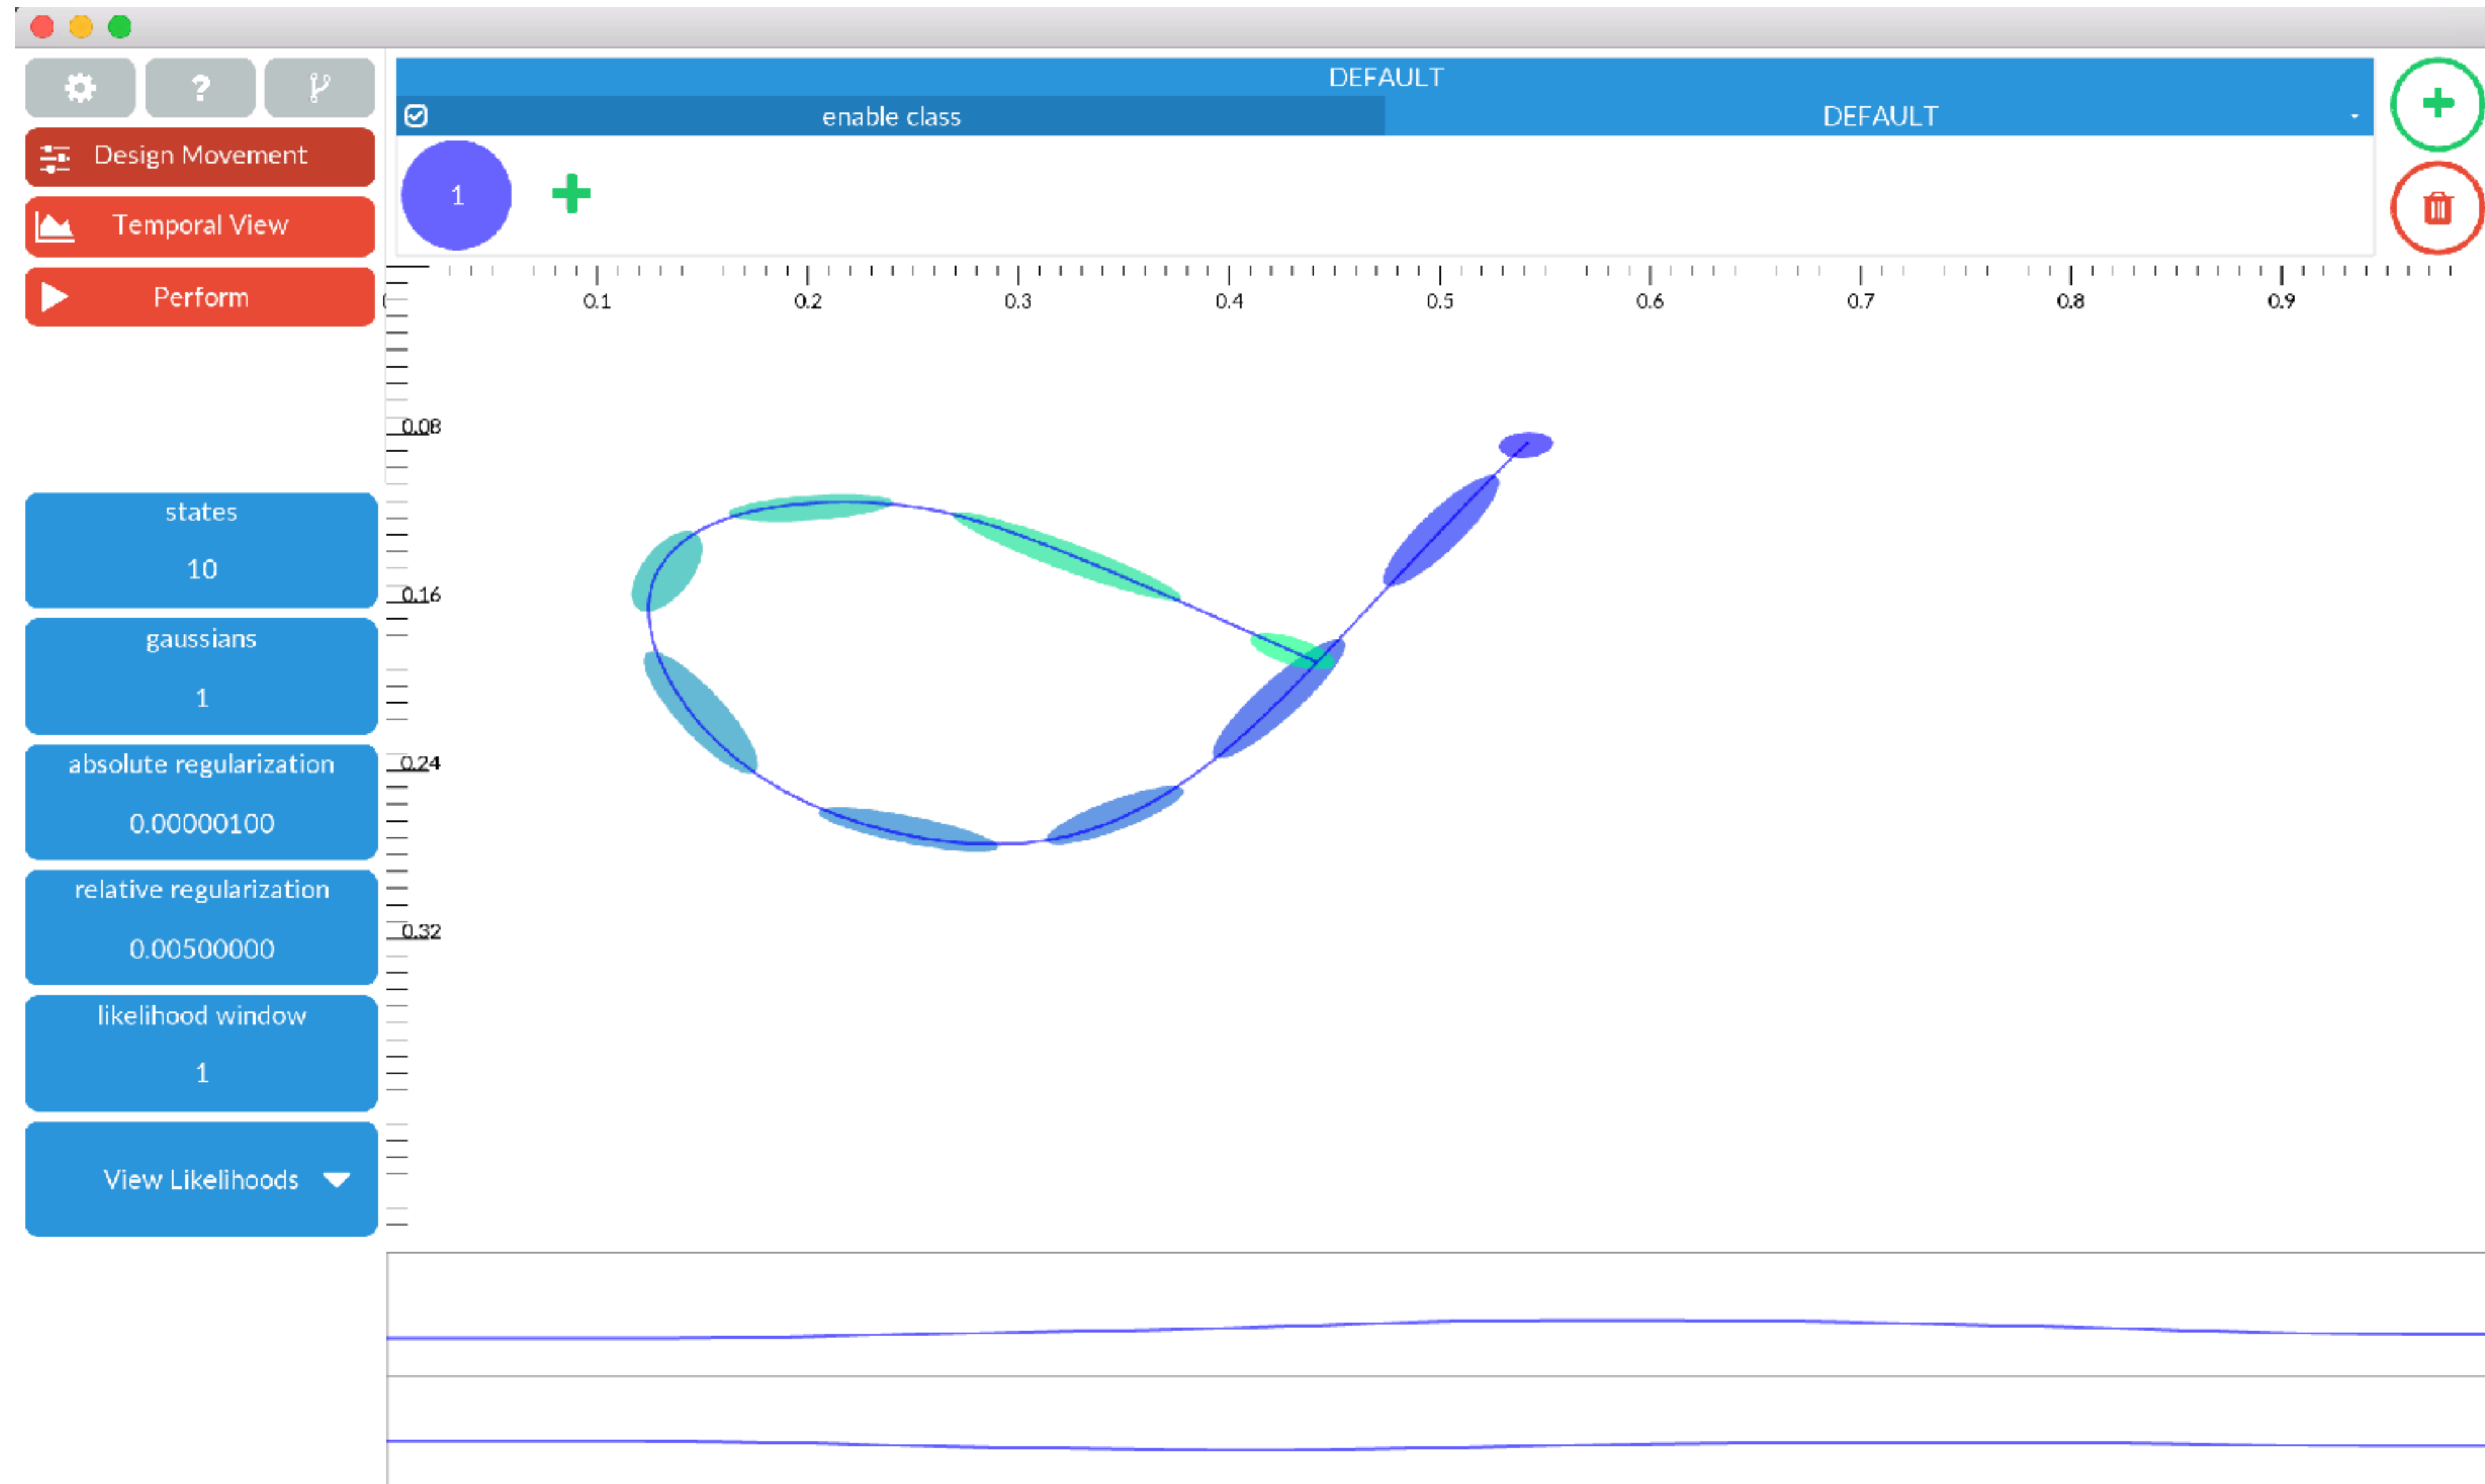 DEFAULT
?
enable class
DEFAULT
Design Movement
1
Temporal View
Perform
0.1
0.2
0.3
0.4
0.5
0.6
0.7
0.8
0.9
0.08
0.16
0.24
0.32
states
10
gaussians
1
absolute regularization
0.00000100
relative regularization
0.00500000
likelihood window
1
View Likelihoods